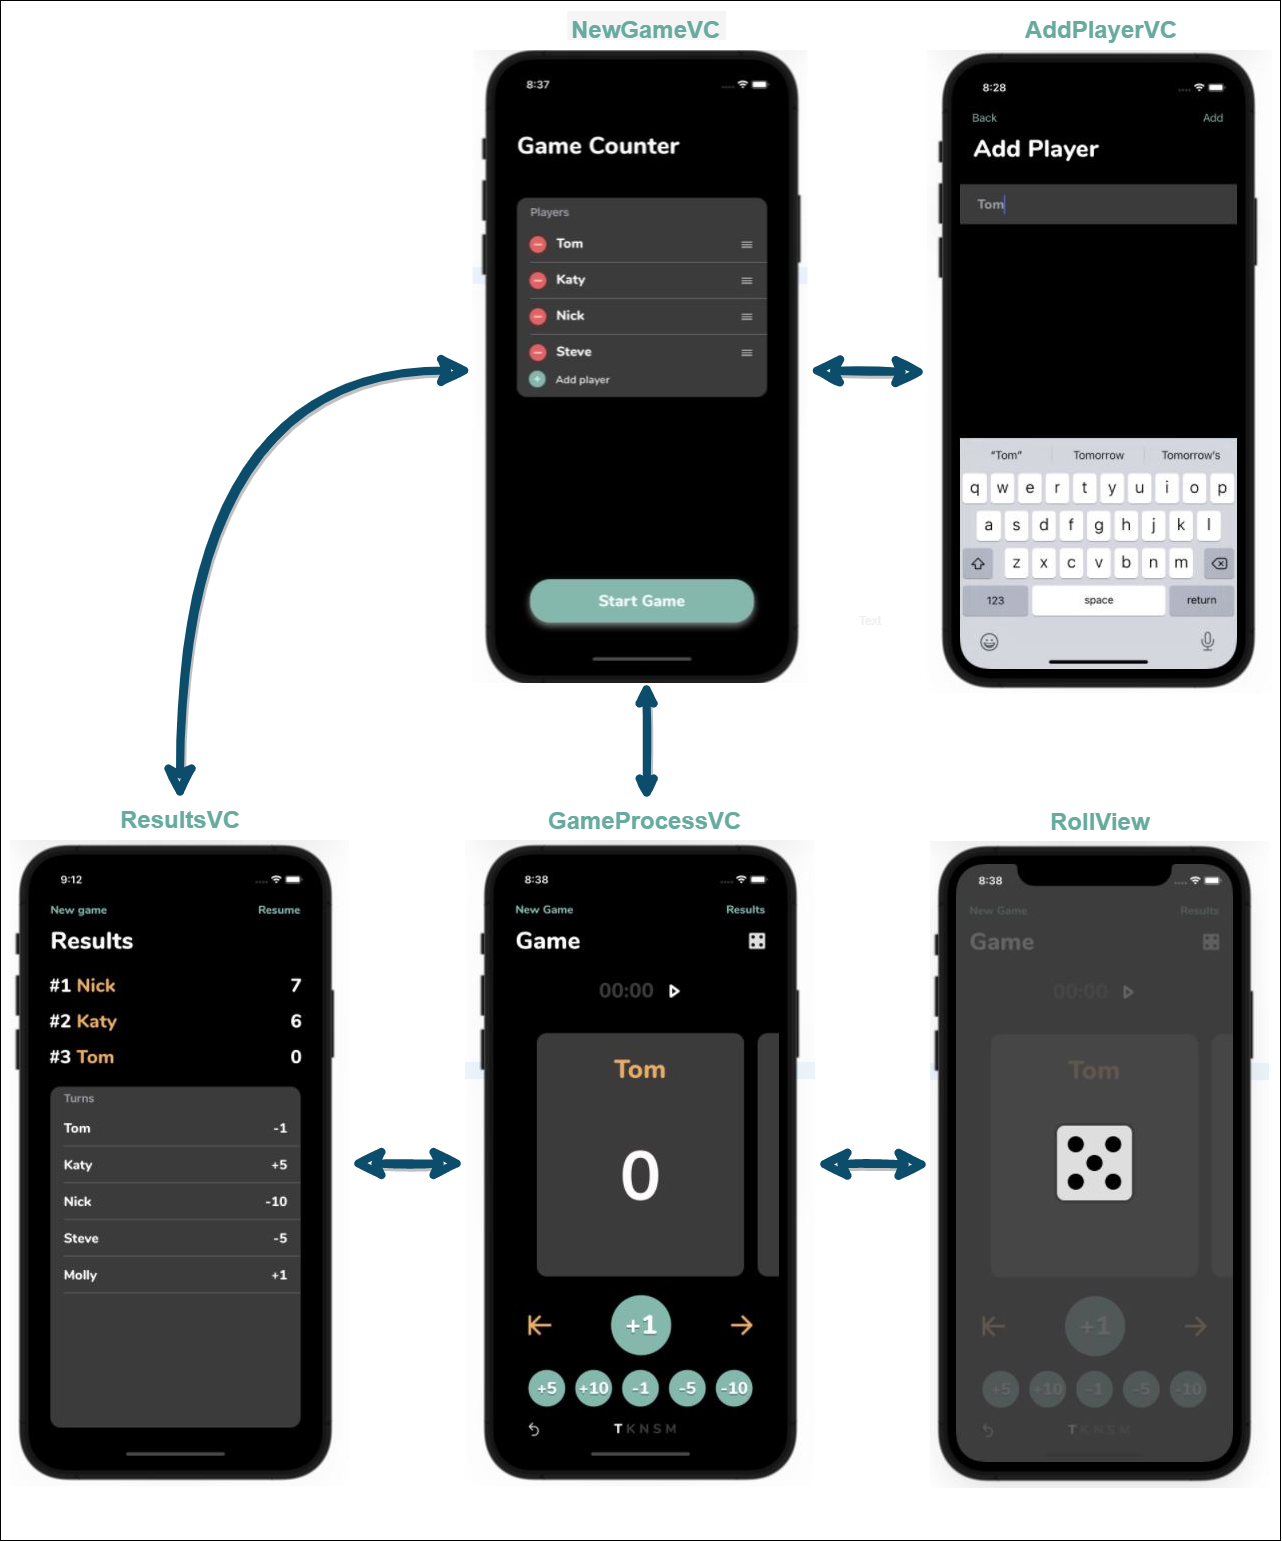 NewGameVC
AddPlayerVC
8:37
Game Counter
Players
Tom
Katy
Nick
Steve
Add player
Start Game
8:28
Back
Add
Add Player
Tom
"Tom"
Tomorrow
Tomorrow's
q w e r t y u i o p
a s d f g h j k l
z x c v b n m
123
space
return
Text
ResultsVC
GameProcessVC
RollView
9:12
New game
Resume
Results
#1 Nick 7
#2 Katy 6
#3 Tom 0
Turns
Tom -1
Katy +5
Nick -10
Steve -5
Molly +1
8:38
New Game
Results
Game
00:00
Tom
0
+1
+5 +10 -1 -5 -10
T K N S M
8:38
New Game
Results
Game
00:00
Tom
+1
+5 +10 -1 -5 -10
T K N S M